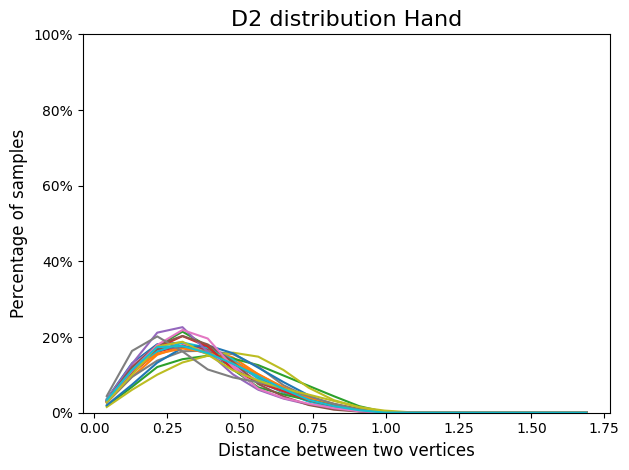 D2 distribution Hand
100%
80%
60%
40%
20%
0%
Percentage of samples
0.00 0.25 0.50 0.75 1.00 1.25 1.50 1.75
Distance between two vertices